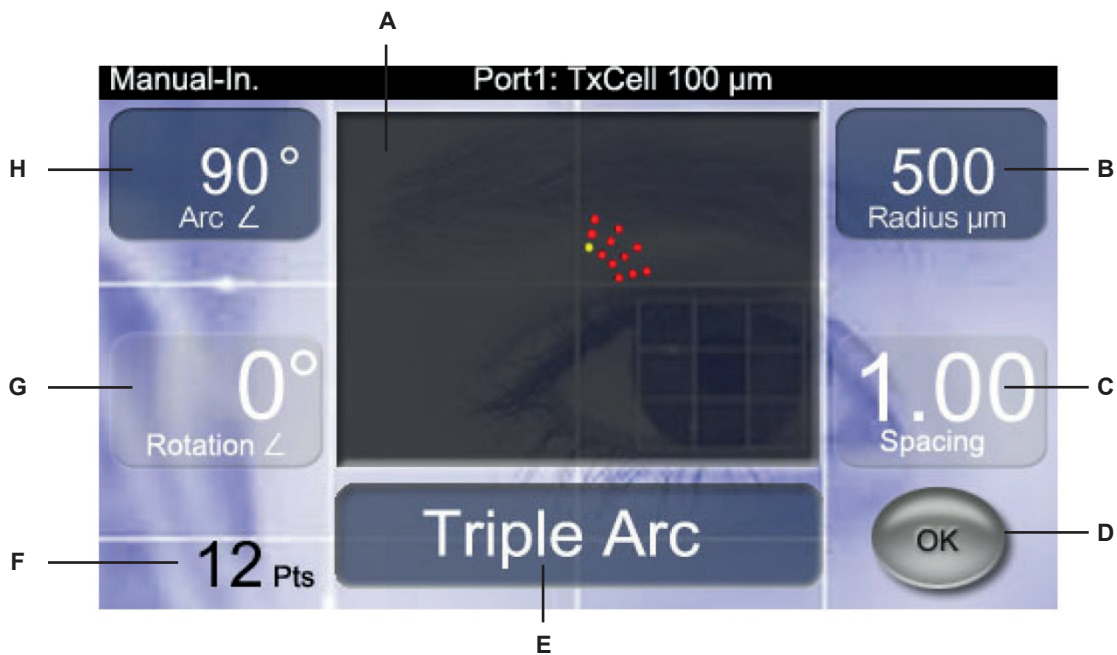 A
Manual-In. Port1: TxCell 100 µm
H 90° 500 B
Arc ∠ Radius µm
G 0° 1.00 C
Rotation ∠ Spacing
F 12 Pts Triple Arc OK D
E